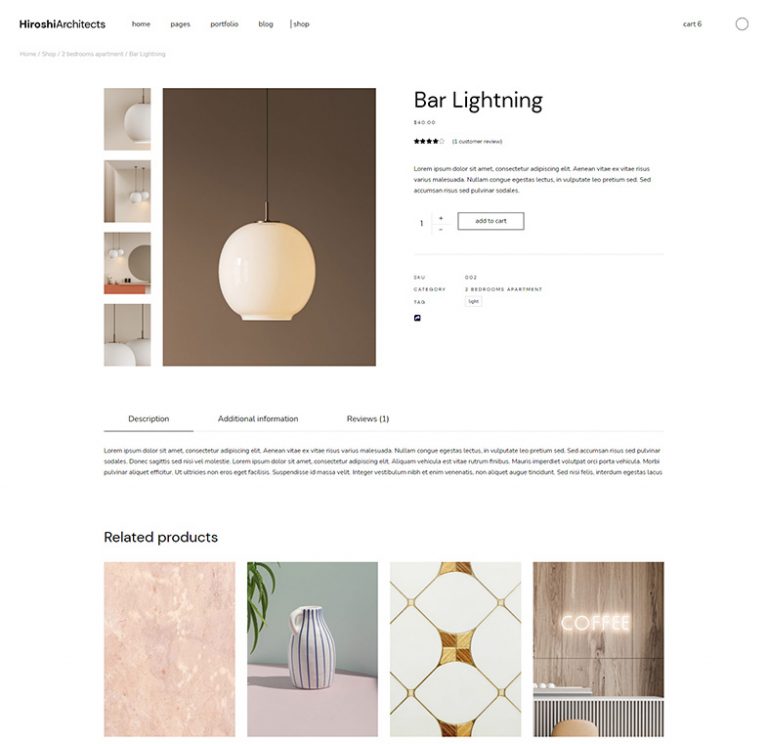 HiroshiArchitects
home pages portfolio blog shop
cart 6
Home / Shop / 2 bedrooms apartment / Bar Lightning
Bar Lightning
$60.00
(1 customer review)
Lorem ipsum dolor sit amet, consectetur adipiscing elit. Aenean vitae ex vitae risus
varius malesuada. Nullam congue egestas lectus, in vulputate leo pretium sed. Sed
accumsan risus sed pulvinar sodales.
1 + -
add to cart
SKU 002
CATEGORY 2 BEDROOMS APARTMENT
TAG light
Description Additional information Reviews (1)
Lorem ipsum dolor sit amet, consectetur adipiscing elit. Aenean vitae ex vitae risus varius malesuada. Nullam congue egestas lectus, in vulputate leo pretium sed. Sed accumsan risus sed pulvinar
sodales. Donec sagittis sed nisi vel molestie. Lorem ipsum dolor sit amet, consectetur adipiscing elit. Aliquam vehicula est vitae rutrum finibus. Mauris imperdiet volutpat orci porta vehicula. Morbi
pulvinar aliquet efficitur. Ut ultricies non eros eget facilisis. Suspendisse id massa velit. Integer vestibulum nibh et enim venenatis, non aliquet augue tincidunt. Sed nisi felis, interdum egestas lacus
Related products
COFFEE